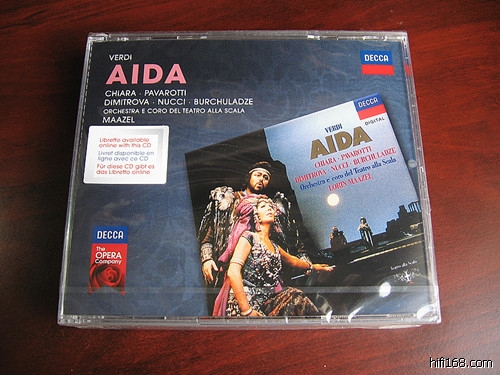 VERDI
AIDA
CHIARA · PAVAROTTI
DIMITROVA · NUCCI · BURCHULADZE
ORCHESTRA E CORO DEL TEATRO ALLA SCALA
MAAZEL
DECCA
Libretto available
online with this CD
Livret disponible en
ligne avec ce CD
Für diese CD gibt es
das Libretto online
DECCA
DIGITAL
VERDI
AIDA
CHIARA · PAVAROTTI
DIMITROVA · NUCCI · BURCHULADZE
Orchestra e coro del Teatro alla Scala
LORIN MAAZEL
DECCA
The
OPERA
Company
hifi168.com